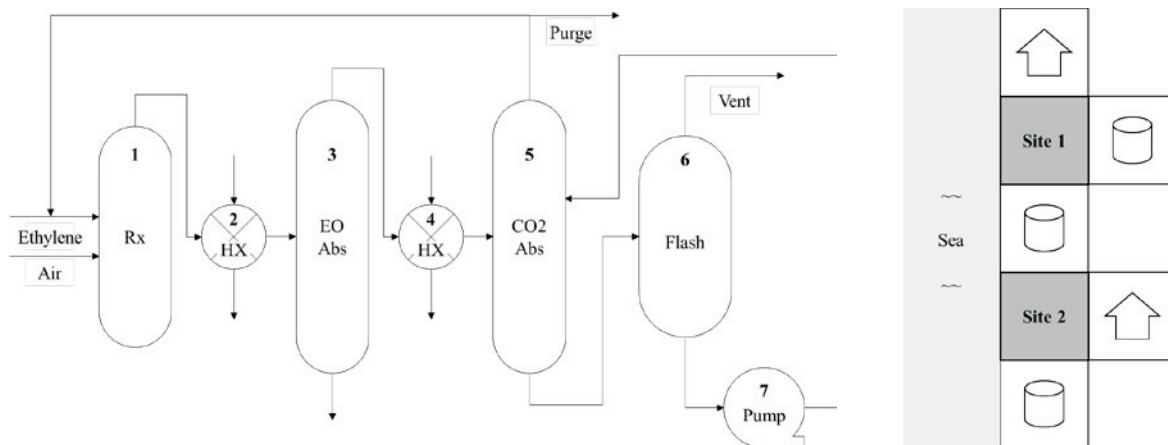 Purge
Vent
1
Rx
2
HX
3
EO
Abs
4
HX
5
CO2
Abs
6
Flash
7
Pump
Ethylene
Air
Site 1
~~
Sea
~~
Site 2